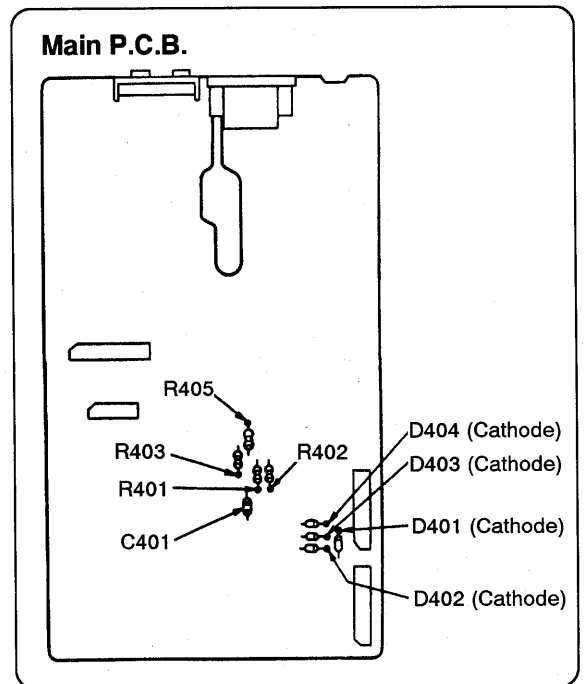 Main P.C.B.
R405
D404 (Cathode)
R403
R402
D403 (Cathode)
R401
D401 (Cathode)
C401
D402 (Cathode)